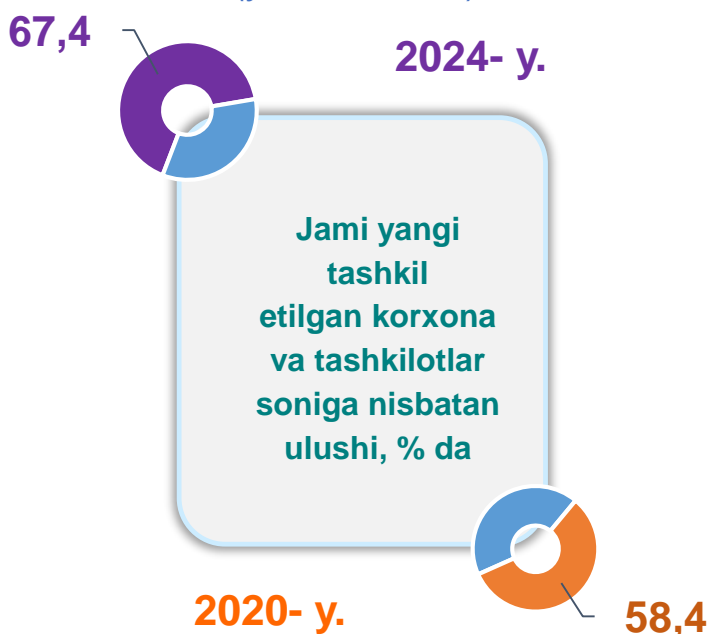 67,4
2024- y.
Jami yangi
tashkil
etilgan korxona
va tashkilotlar
soniga nisbatan
ulushi, % da
2020- y.
58,4